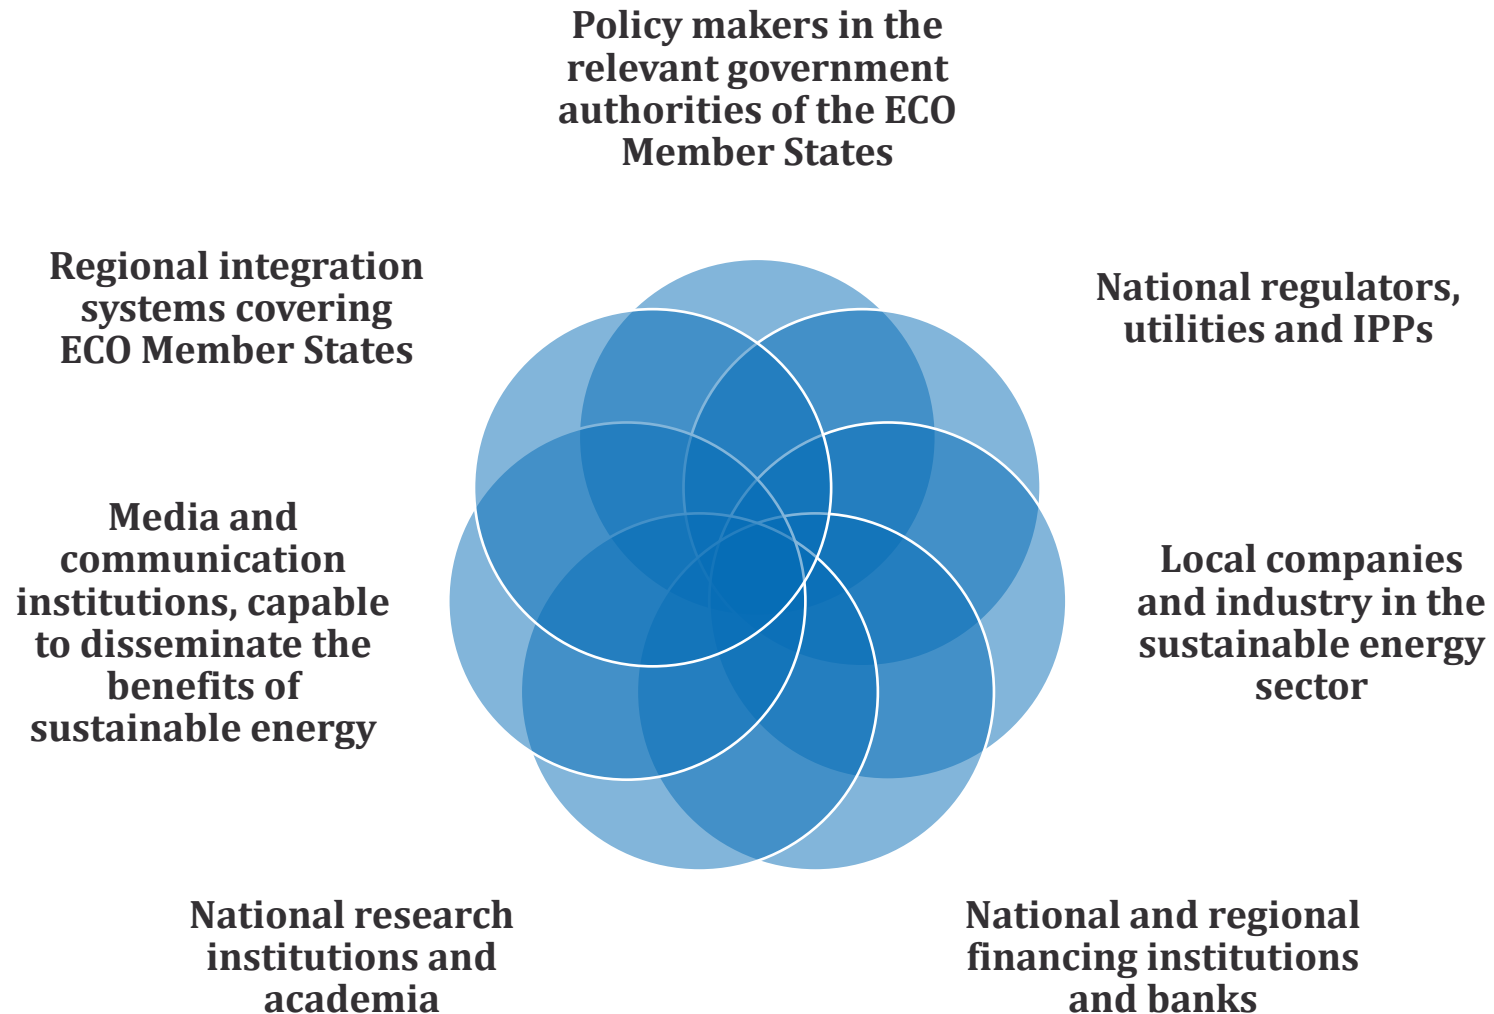 Policy makers in the
relevant government
authorities of the ECO
Member States
Regional integration
systems covering
ECO Member States
National regulators,
utilities and IPPs
Media and
communication
institutions, capable
to disseminate the
benefits of
sustainable energy
Local companies
and industry in the
sustainable energy
sector
National research
institutions and
academia
National and regional
financing institutions
and banks